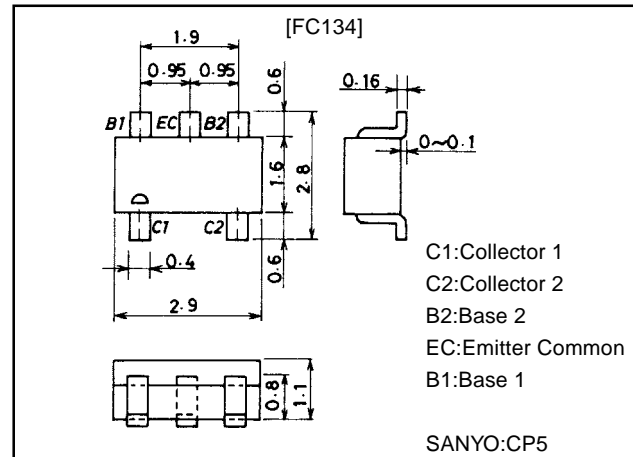 [FC134]
1.9
0.95 0.95
0.6
0.16
B1 EC B2
0~0.1
1.6
2.8
C1 C2
0.6
0.4
2.9
C1:Collector 1
C2:Collector 2
B2:Base 2
EC:Emitter Common
B1:Base 1
0.8
1.1
SANYO:CP5